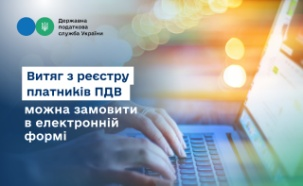 Державна
податкова
служба України
Витяг з реєстру
платників ПДВ
можна замовити
в електронній
формі